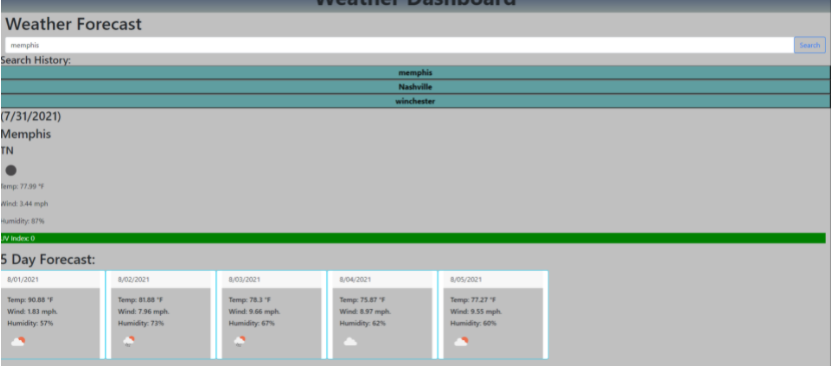 Weather Dashboard
Weather Forecast
memphis
Search
Search History:
memphis
Nashville
winchester
(7/31/2021)
Memphis
TN
Temp: 77.99 °F
Wind: 3.44 mph
Humidity: 87%
UV Index: 0
5 Day Forecast:
8/01/2021
Temp: 90.88 °F
Wind: 1.83 mph.
Humidity: 57%
8/02/2021
Temp: 81.88 °F
Wind: 7.96 mph.
Humidity: 73%
8/03/2021
Temp: 78.3 °F
Wind: 9.66 mph.
Humidity: 67%
8/04/2021
Temp: 75.87 °F
Wind: 8.97 mph.
Humidity: 62%
8/05/2021
Temp: 77.27 °F
Wind: 9.55 mph.
Humidity: 60%